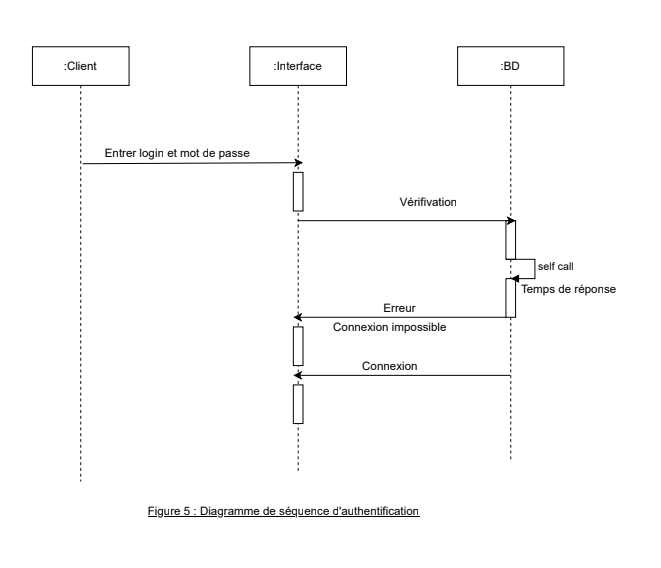 :Client
:Interface
:BD
Entrer login et mot de passe
Vérifivation
self call
Temps de réponse
Erreur
Connexion impossible
Connexion
Figure 5 : Diagramme de séquence d'authentification